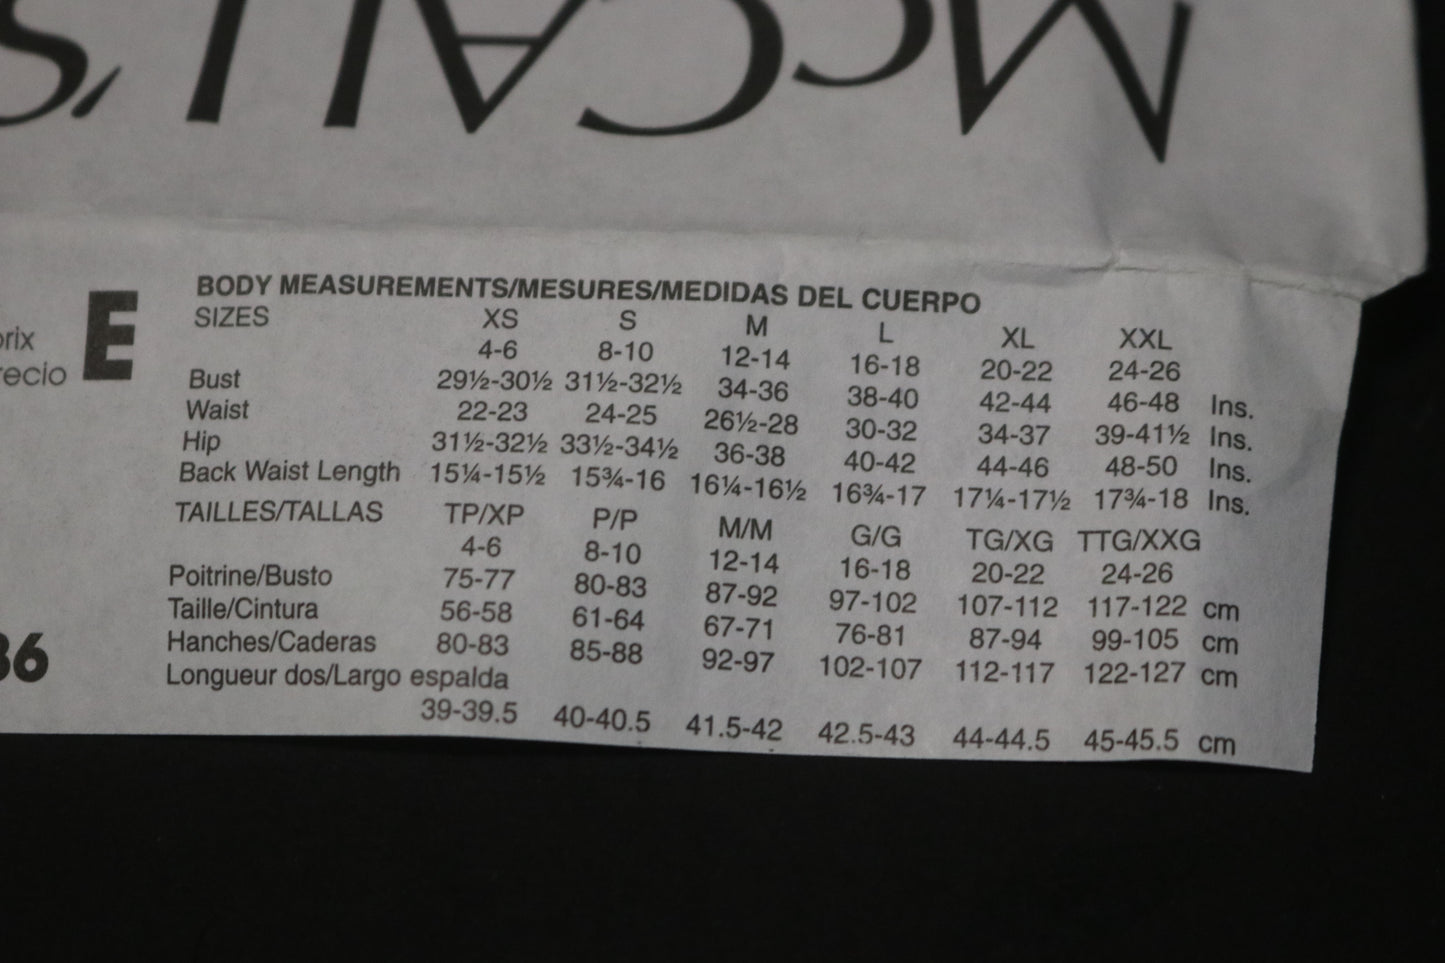 McCALL'S
BODY MEASUREMENTS/MESURES/MEDIDAS DEL CUERPO
SIZES XS S M L XL XXL
4-6 8-10 12-14 16-18 20-22 24-26
Bust 29½-30½ 31½-32½ 34-36 38-40 42-44 46-48 Ins.
Waist 22-23 24-25 26½-28 30-32 34-37 39-41½ Ins.
Hip 31½-32½ 33½-34½ 36-38 40-42 44-46 48-50 Ins.
Back Waist Length 15¼-15½ 15¾-16 16¼-16½ 16¾-17 17¼-17½ 17¾-18 Ins.
TAILLES/TALLAS TP/XP P/P M/M G/G TG/XG TTG/XXG
4-6 8-10 12-14 16-18 20-22 24-26
Poitrine/Busto 75-77 80-83 87-92 97-102 107-112 117-122 cm
Taille/Cintura 56-58 61-64 67-71 76-81 87-94 99-105 cm
Hanches/Caderas 80-83 85-88 92-97 102-107 112-117 122-127 cm
Longueur dos/Largo espalda
39-39.5 40-40.5 41.5-42 42.5-43 44-44.5 45-45.5 cm
prix
recio
E
36